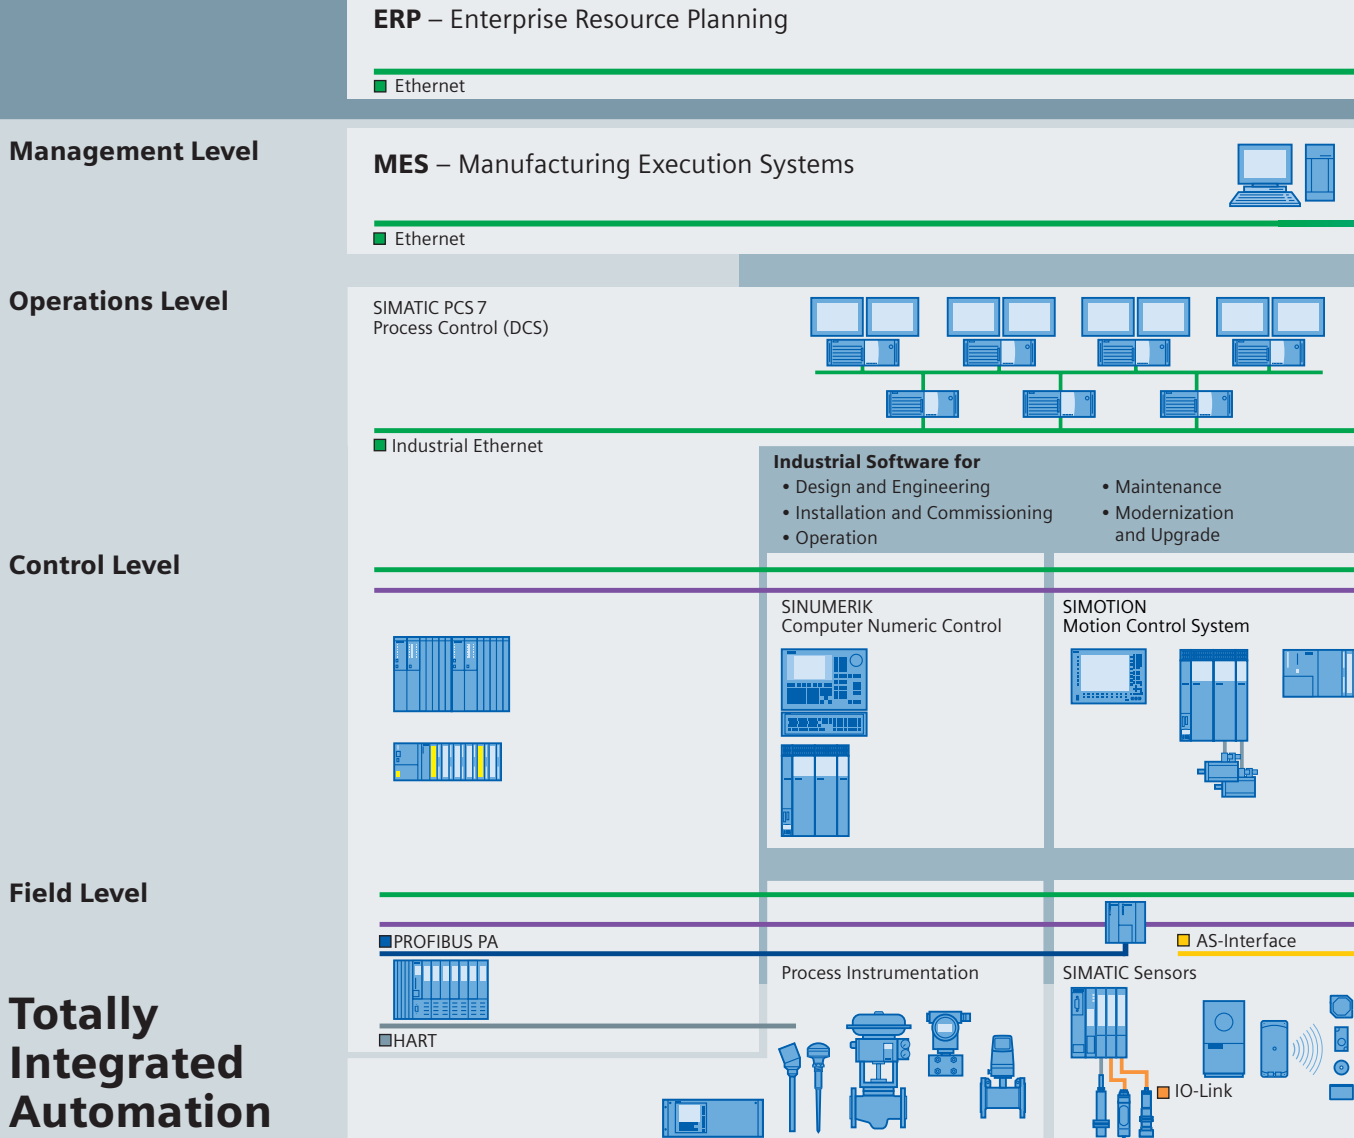 ERP – Enterprise Resource Planning
Ethernet
Management Level
MES – Manufacturing Execution Systems
Ethernet
Operations Level
SIMATIC PCS 7
Process Control (DCS)
Industrial Ethernet
Industrial Software for
• Design and Engineering
• Installation and Commissioning
• Operation
• Maintenance
• Modernization
and Upgrade
Control Level
SINUMERIK
Computer Numeric Control
SIMOTION
Motion Control System
Field Level
PROFIBUS PA
AS-Interface
Process Instrumentation
SIMATIC Sensors
HART
IO-Link
Totally
Integrated
Automation